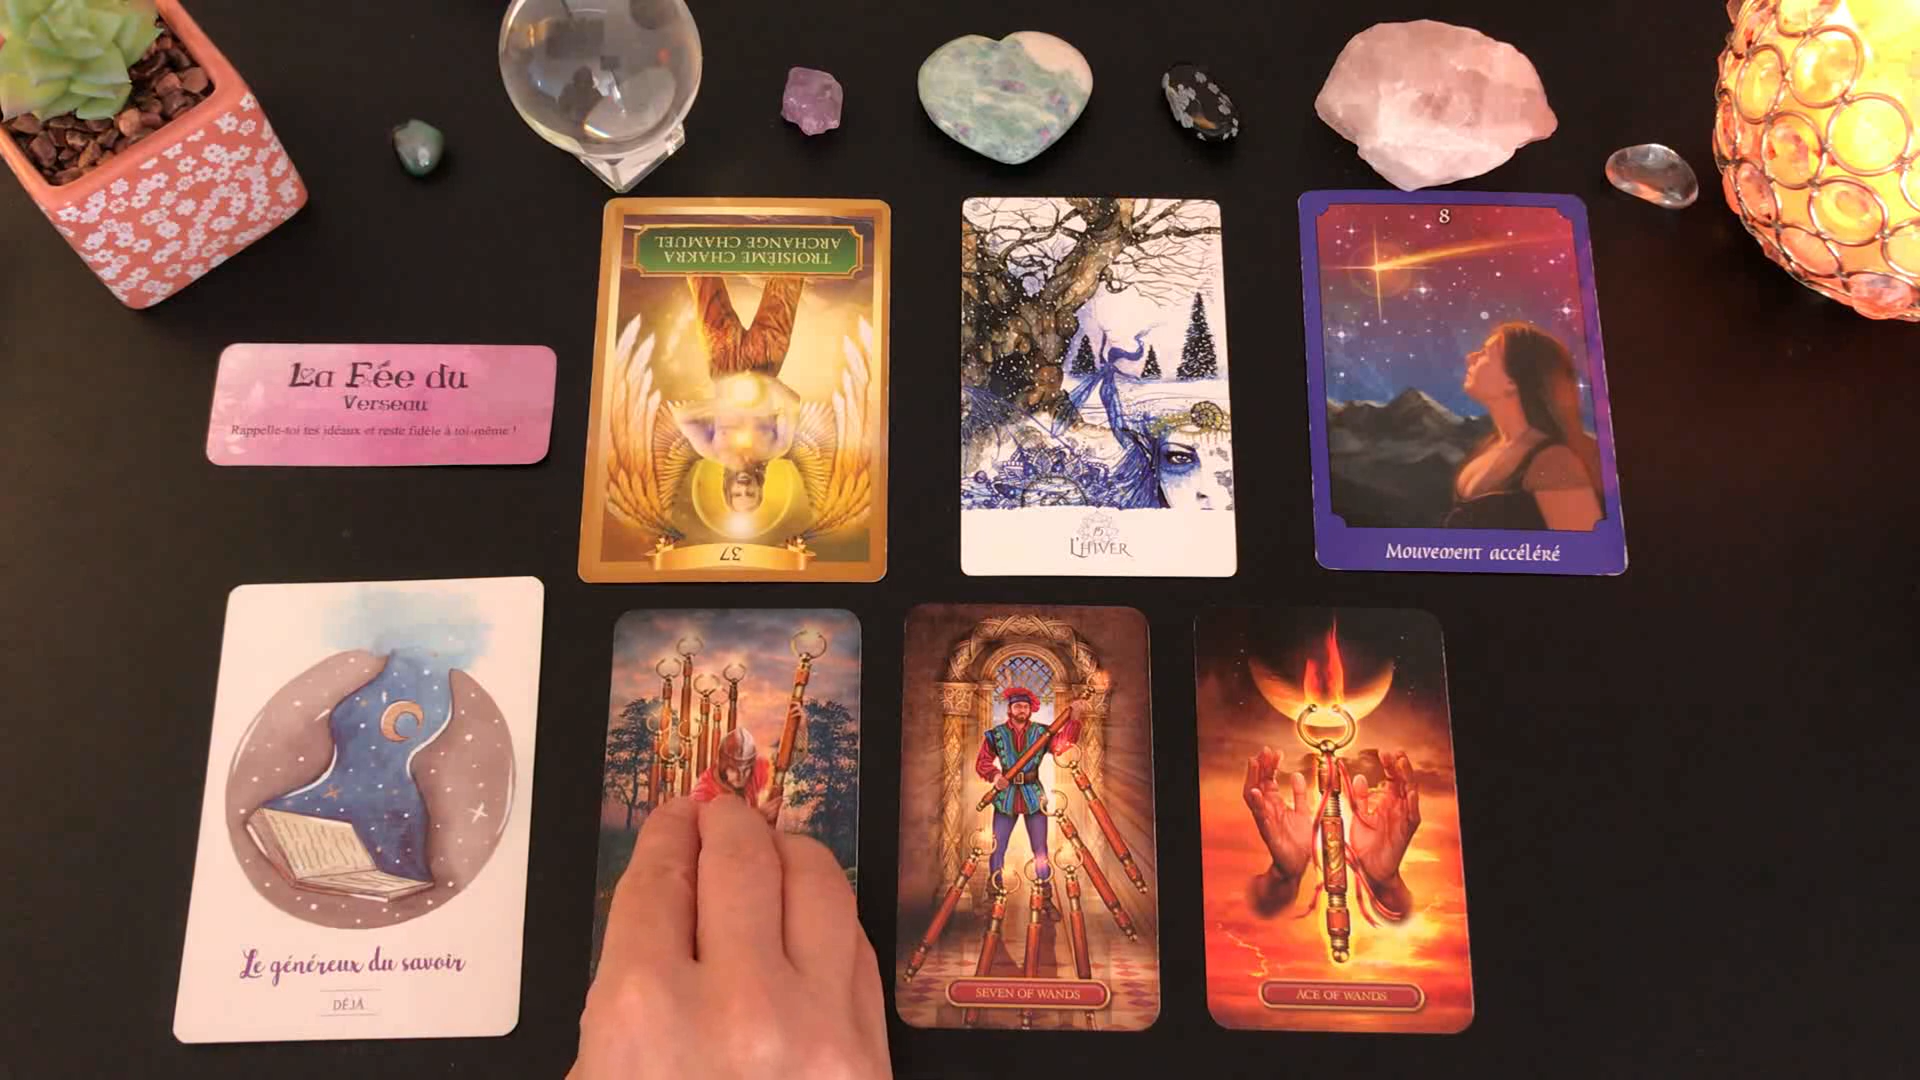 TROISIÈME CHAKRA
ARCHANGE CHAMUEL
37
15
L'HIVER
8
Mouvement accéléré
La Fée du
Verseau
Rappelle-toi tes idéaux et reste fidèle à toi-même !
Le généreux du savoir
DÉJÀ
SEVEN OF WANDS
ACE OF WANDS